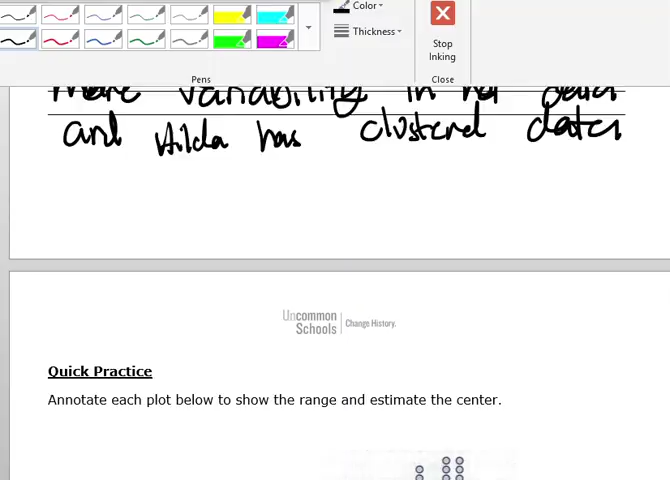 Color
Thickness
Stop
Inking
Pens
Close
more variability in her data
and Hilda has clustered data
Uncommon
Schools
Change History.
Quick Practice
Annotate each plot below to show the range and estimate the center.